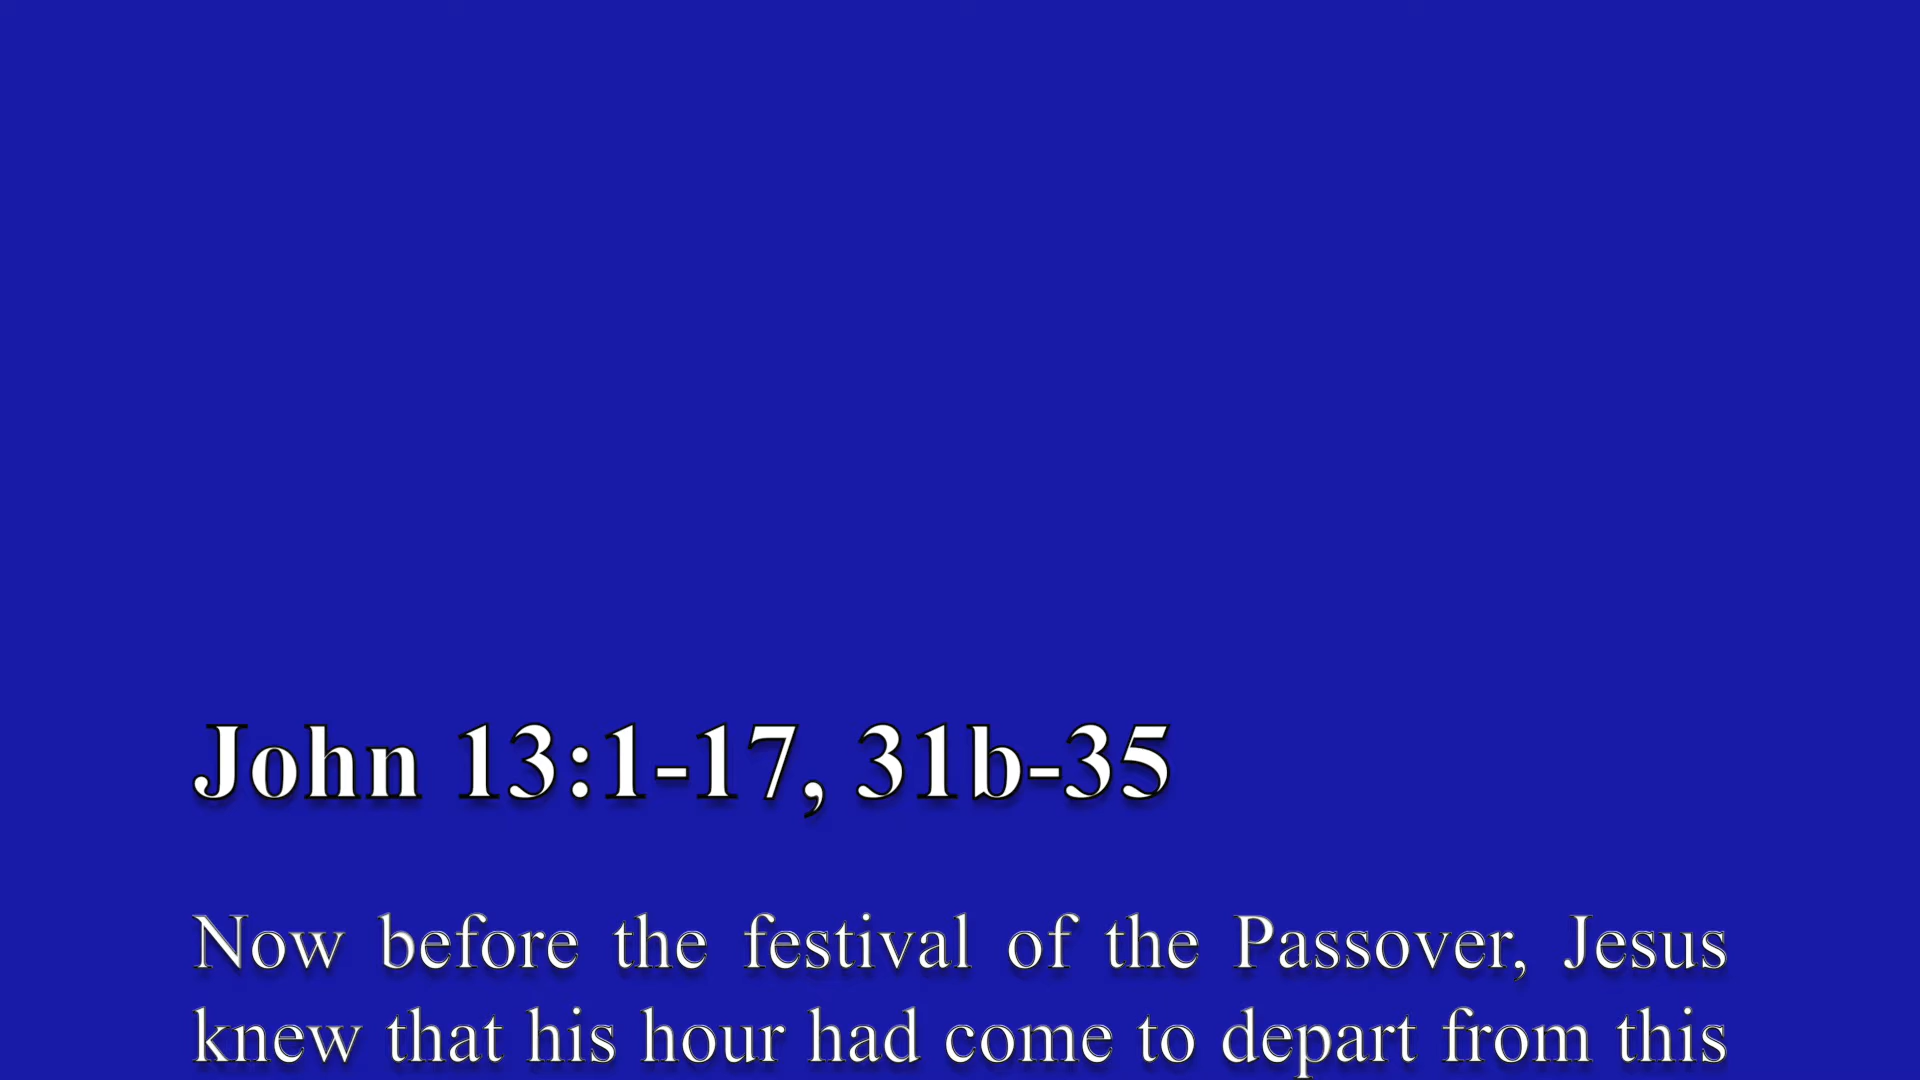 John 13:1-17, 31b-35
Now before the festival of the Passover, Jesus
knew that his hour had come to depart from this